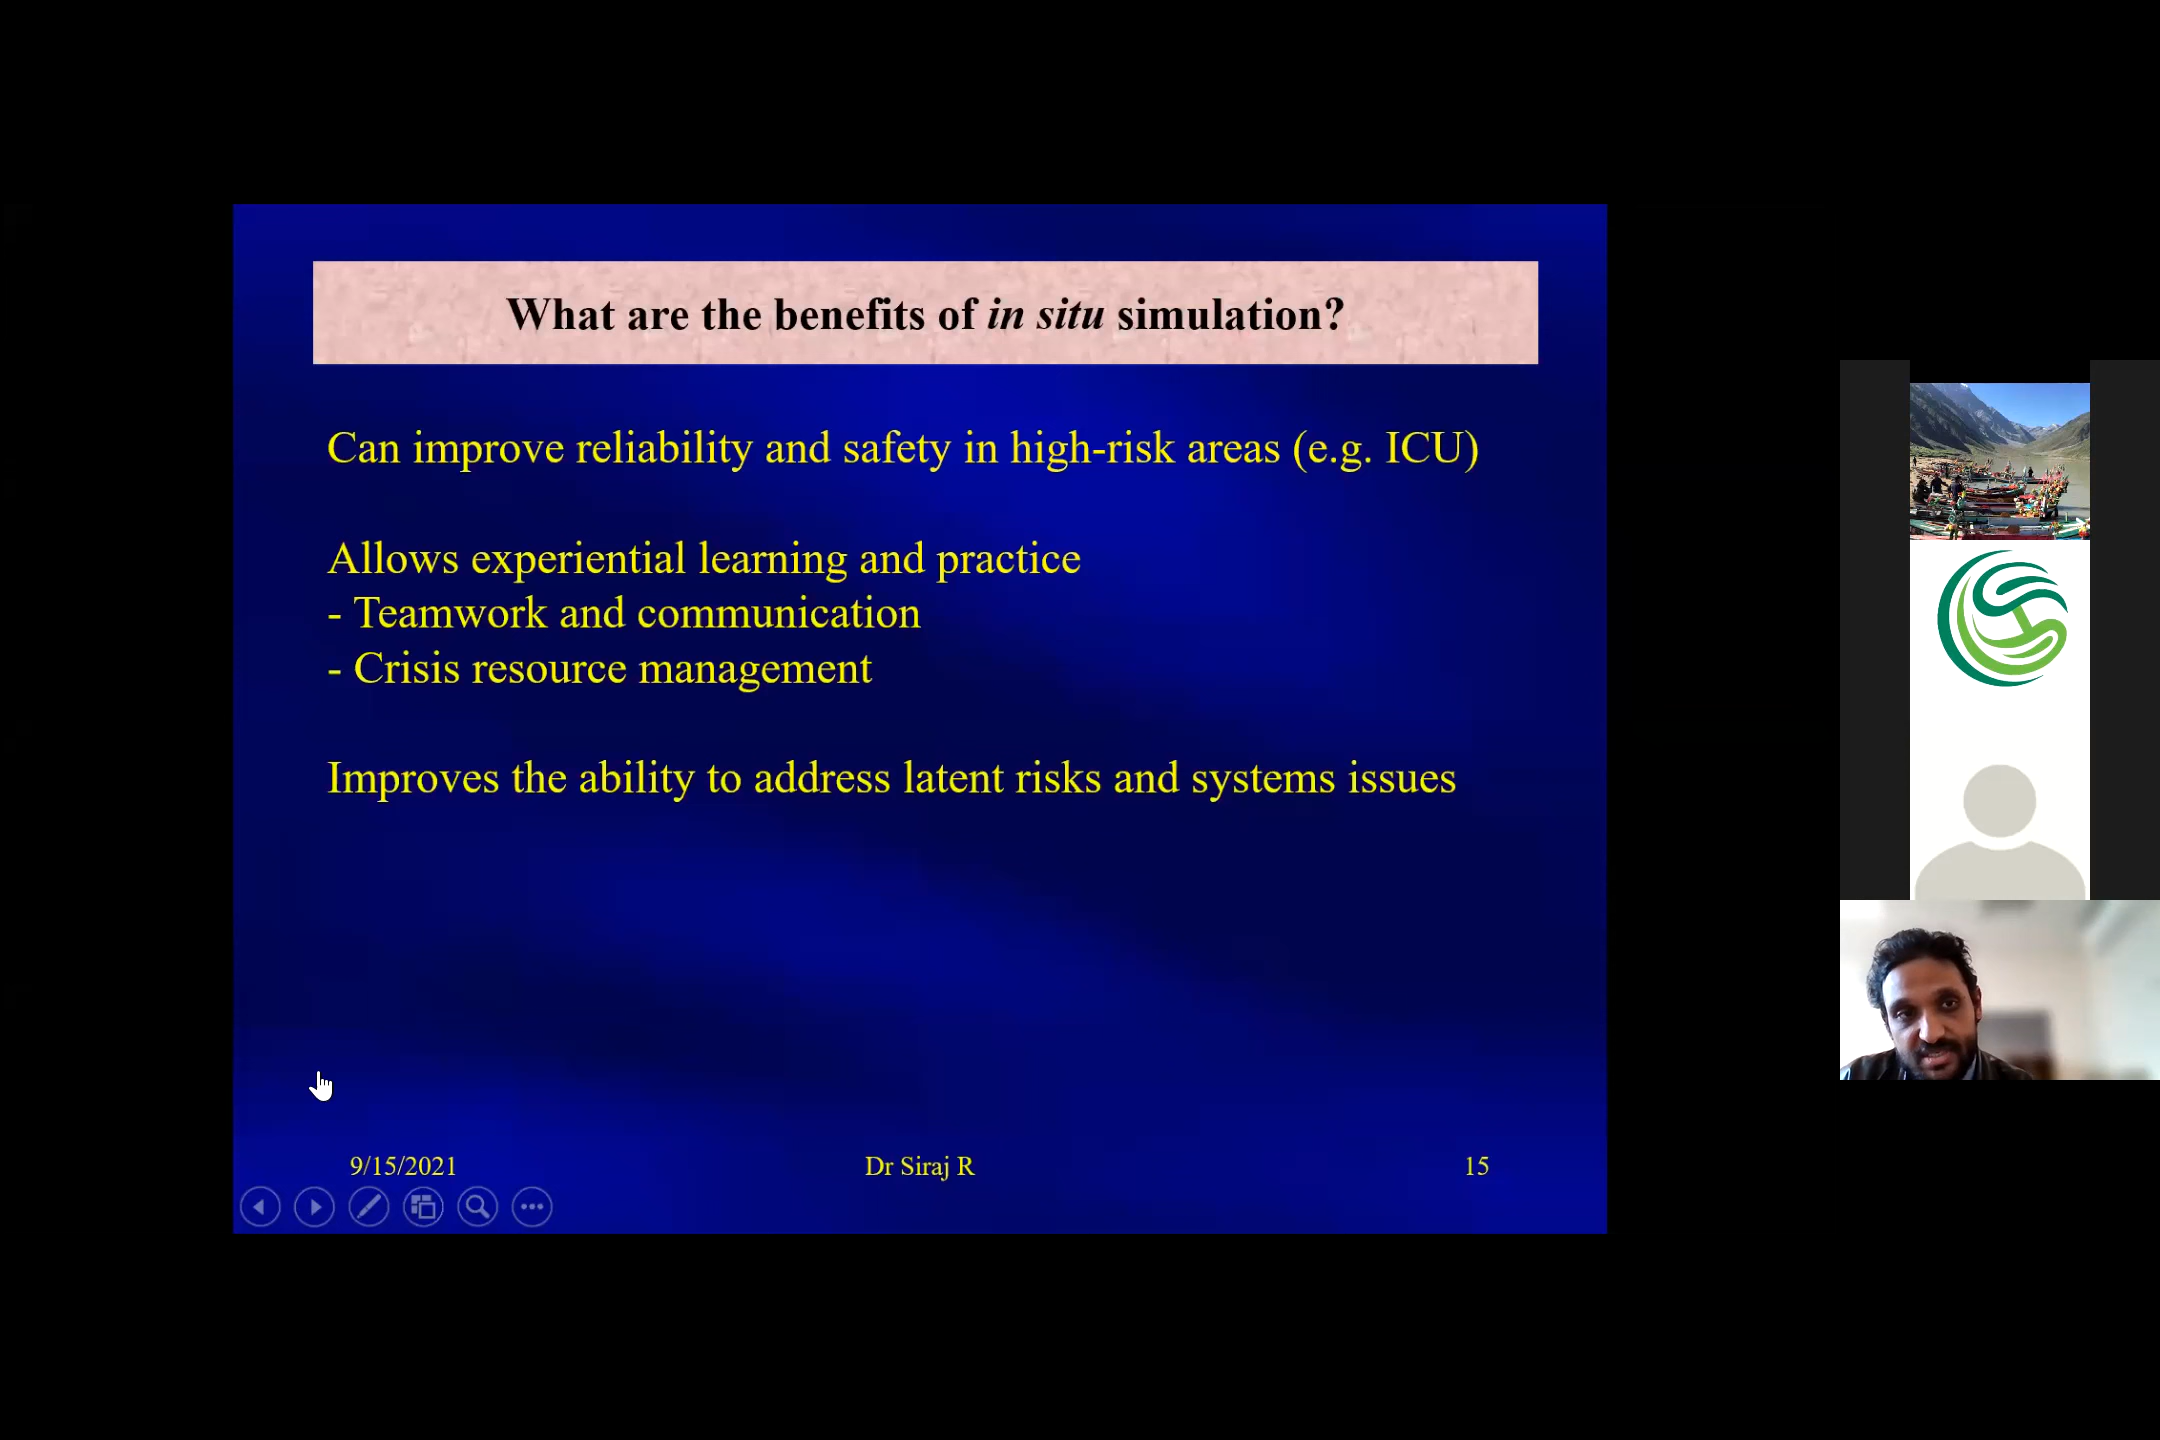 What are the benefits of in situ simulation?
Can improve reliability and safety in high-risk areas (e.g. ICU)
Allows experiential learning and practice
- Teamwork and communication
- Crisis resource management
Improves the ability to address latent risks and systems issues
9/15/2021
Dr Siraj R
15